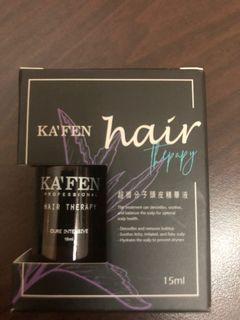 KA'FEN
hair
therapy
KA'FEN
PROFESSIONAL
HAIR THERAPY
CURE INTENSIVE
15ml
超微分子頭皮精華液
The treatment can detoxifies, soothes,
and balance the scalp for optimal
scalp health.
- Detoxifies and removes buildup
- Soothes itchy, irritated, and flaky scalp
- Hydrates the scalp to prevent dryness
15ml